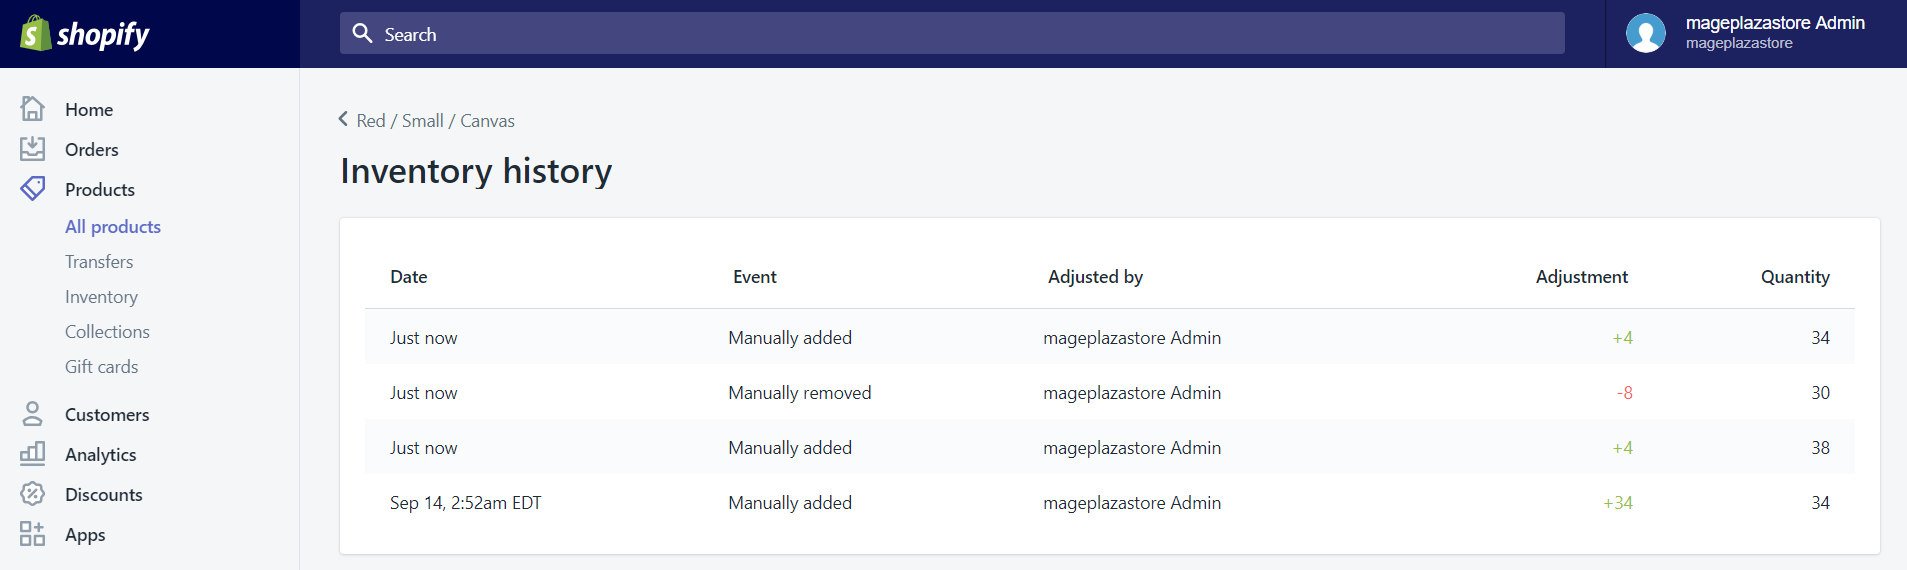 shopify
Search
mageplazastore Admin
mageplazastore
Home
Orders
Products
All products
Transfers
Inventory
Collections
Gift cards
Customers
Analytics
Discounts
Apps
Red / Small / Canvas
Inventory history
Date Event Adjusted by Adjustment Quantity
Just now Manually added mageplazastore Admin +4 34
Just now Manually removed mageplazastore Admin -8 30
Just now Manually added mageplazastore Admin +4 38
Sep 14, 2:52am EDT Manually added mageplazastore Admin +34 34